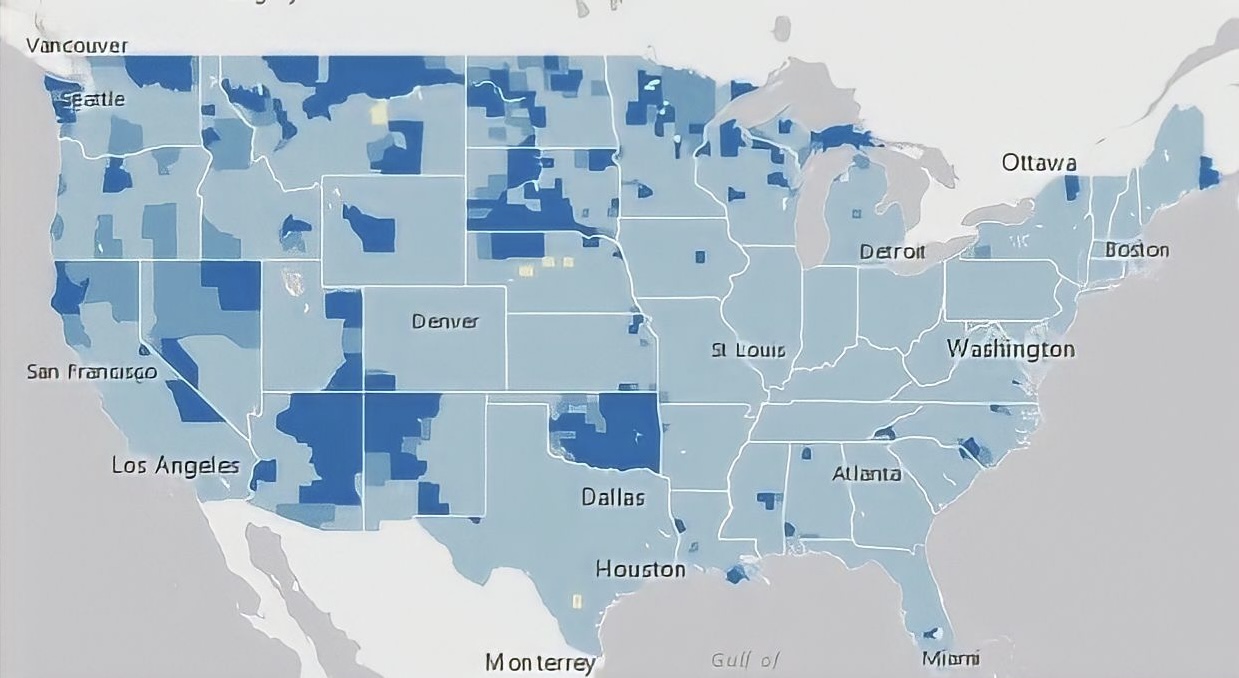 Vancouver
Seattle
Ottawa
Detroit
Boston
Denver
St Louis
Washington
San Francisco
Los Angeles
Atlanta
Dallas
Houston
Monterrey
Gulf of
Miami